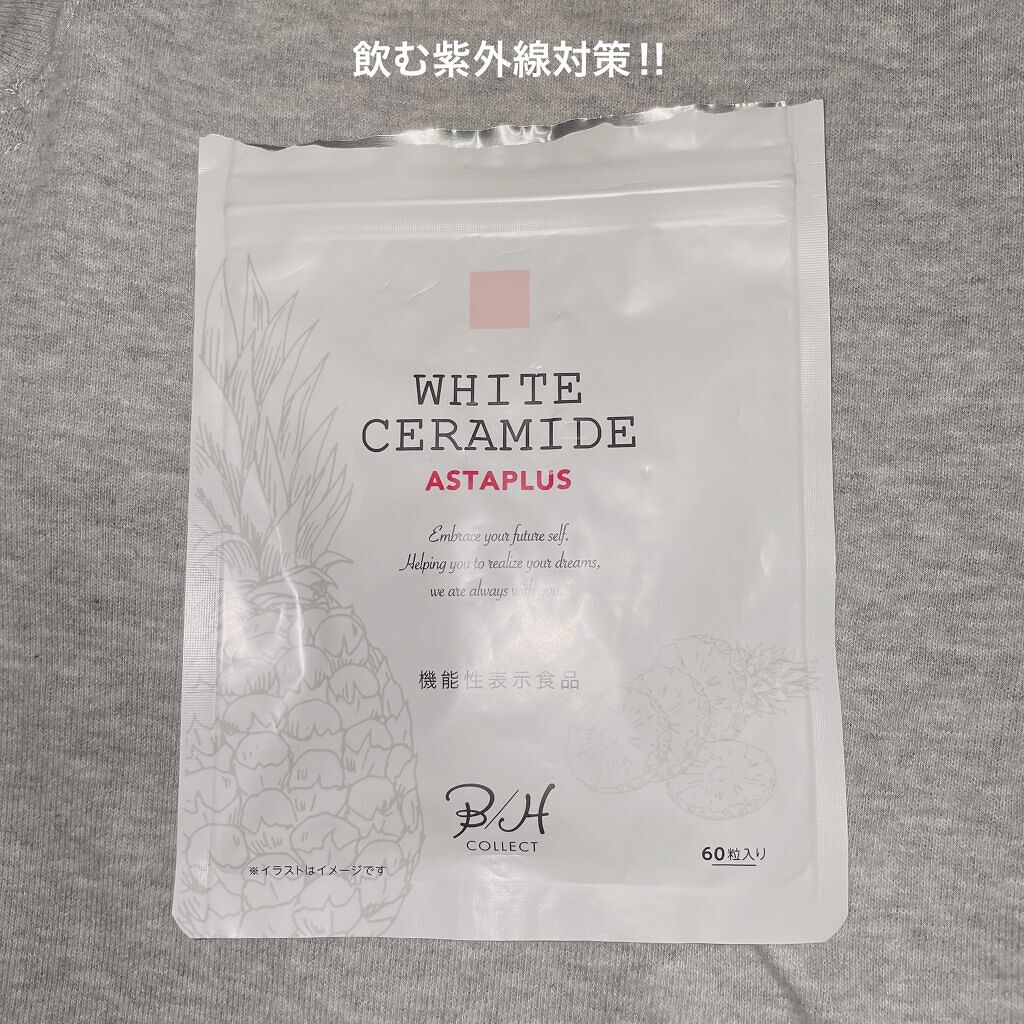 飲む紫外線対策!!
WHITE
CERAMIDE
ASTAPLUS
Embrace your future self.
Helping you to realize your dreams,
we are always with you.
機能性表示食品
B/H
COLLECT
※イラストはイメージです
60粒入り